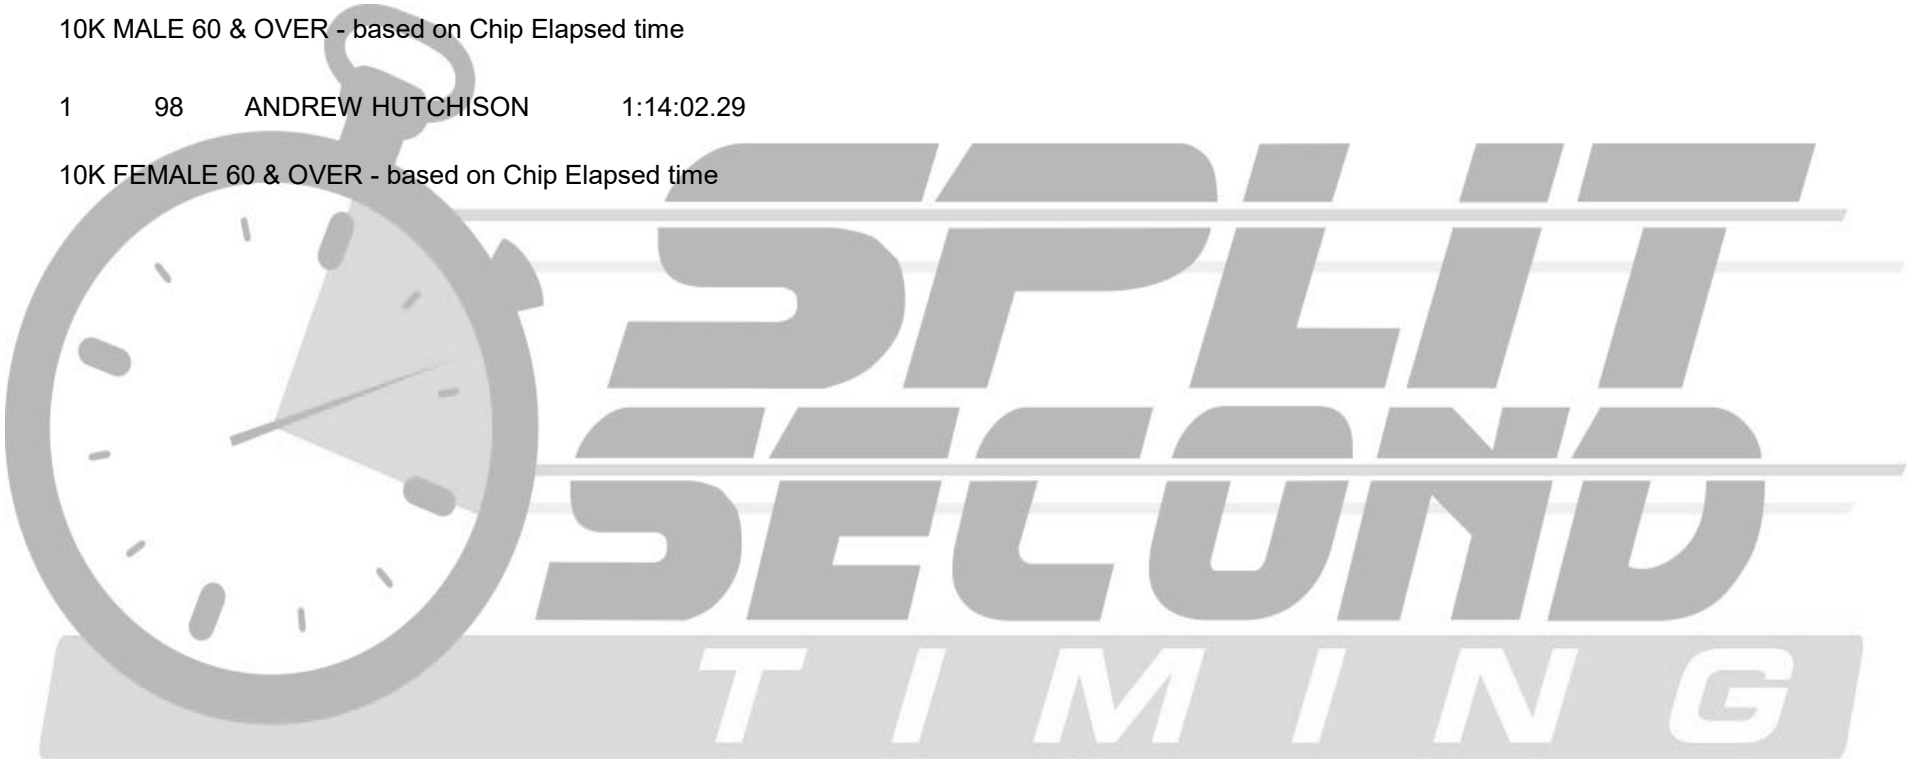 10K MALE 60 & OVER - based on Chip Elapsed time
1 98 ANDREW HUTCHISON 1:14:02.29
10K FEMALE 60 & OVER - based on Chip Elapsed time
SPLIT
SECOND
TIMING